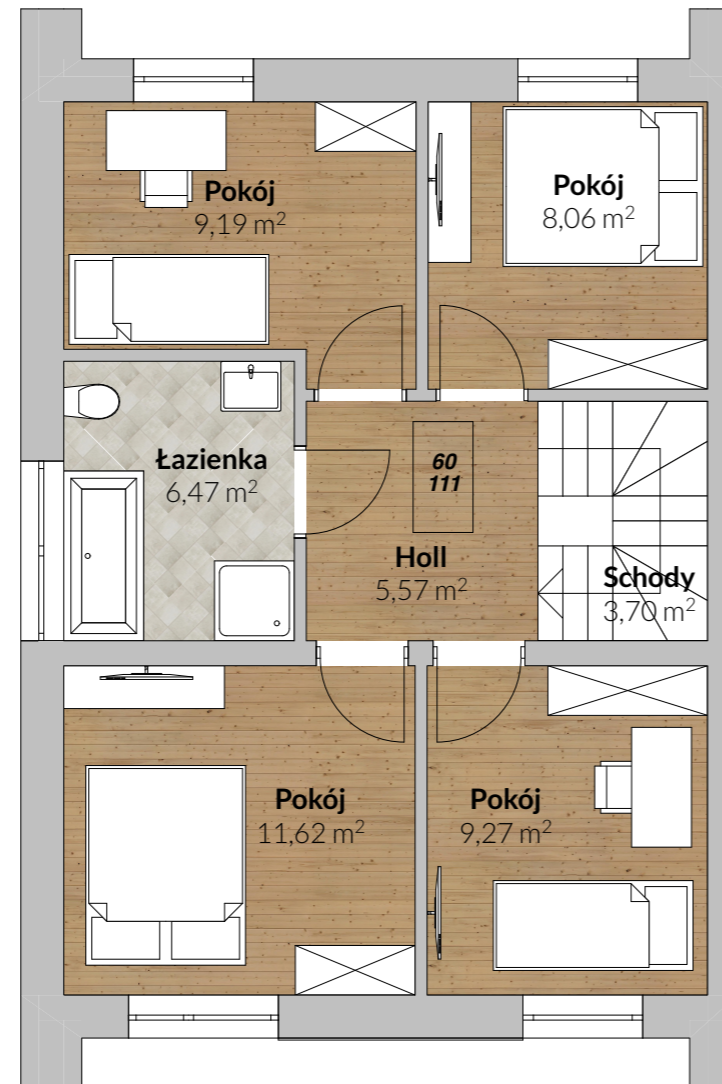 Pokój
9,19 m²
Pokój
8,06 m²
Łazienka
6,47 m²
60
111
Holl
5,57 m²
Schody
3,70 m²
Pokój
11,62 m²
Pokój
9,27 m²